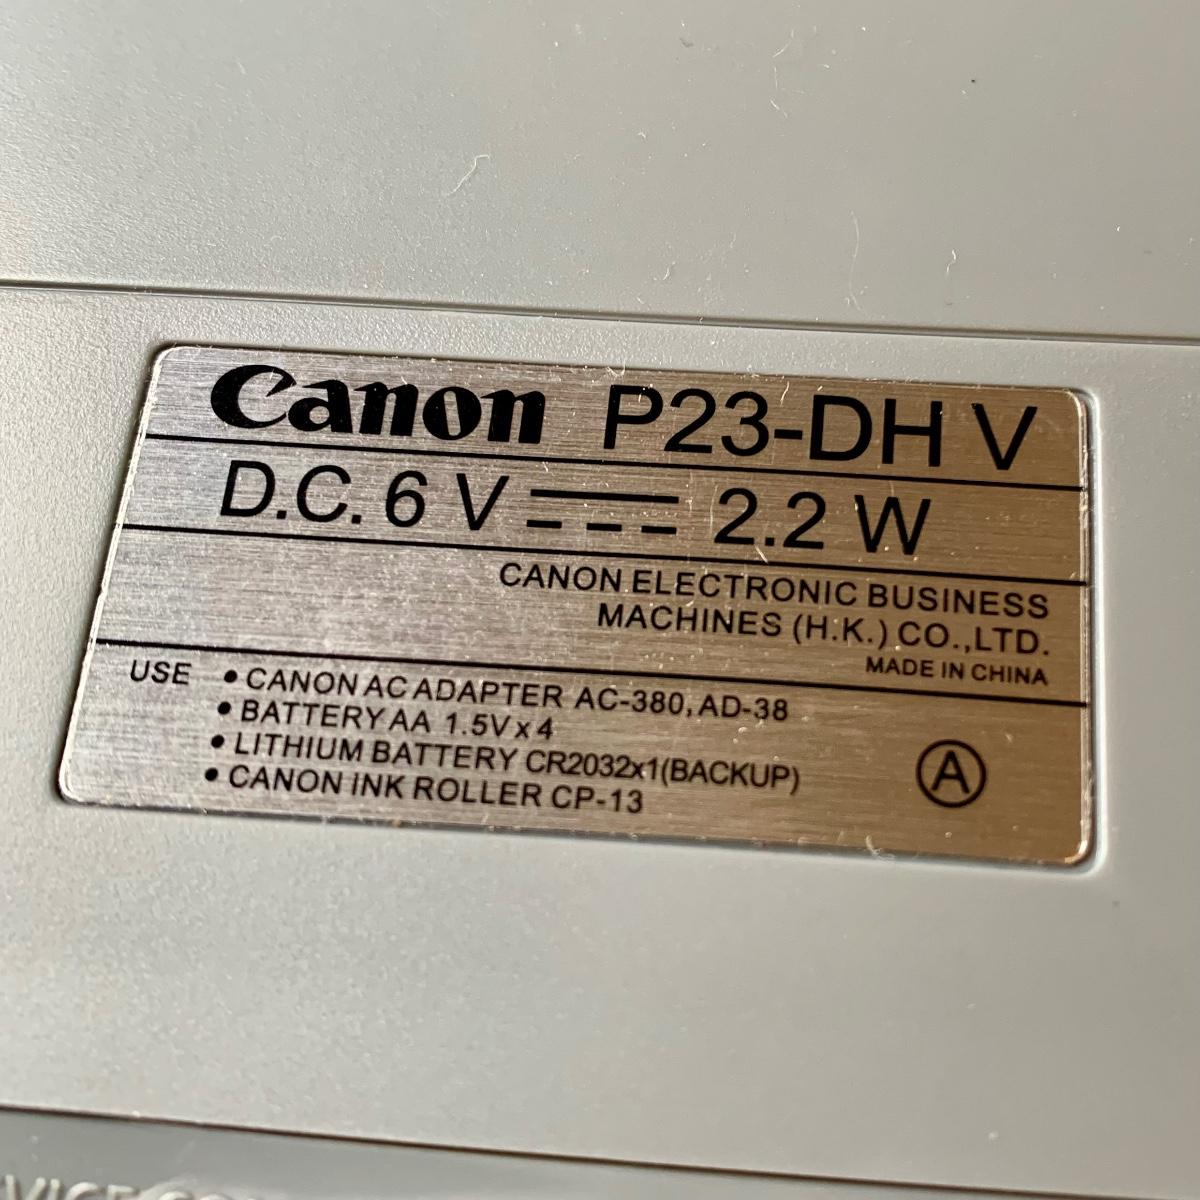 Canon P23-DH V
D.C. 6 V ⎓ 2.2 W
CANON ELECTRONIC BUSINESS
MACHINES (H.K.) CO.,LTD.
MADE IN CHINA
USE • CANON AC ADAPTER AC-380, AD-38
• BATTERY AA 1.5V x 4
• LITHIUM BATTERY CR2032x1(BACKUP)
• CANON INK ROLLER CP-13
A